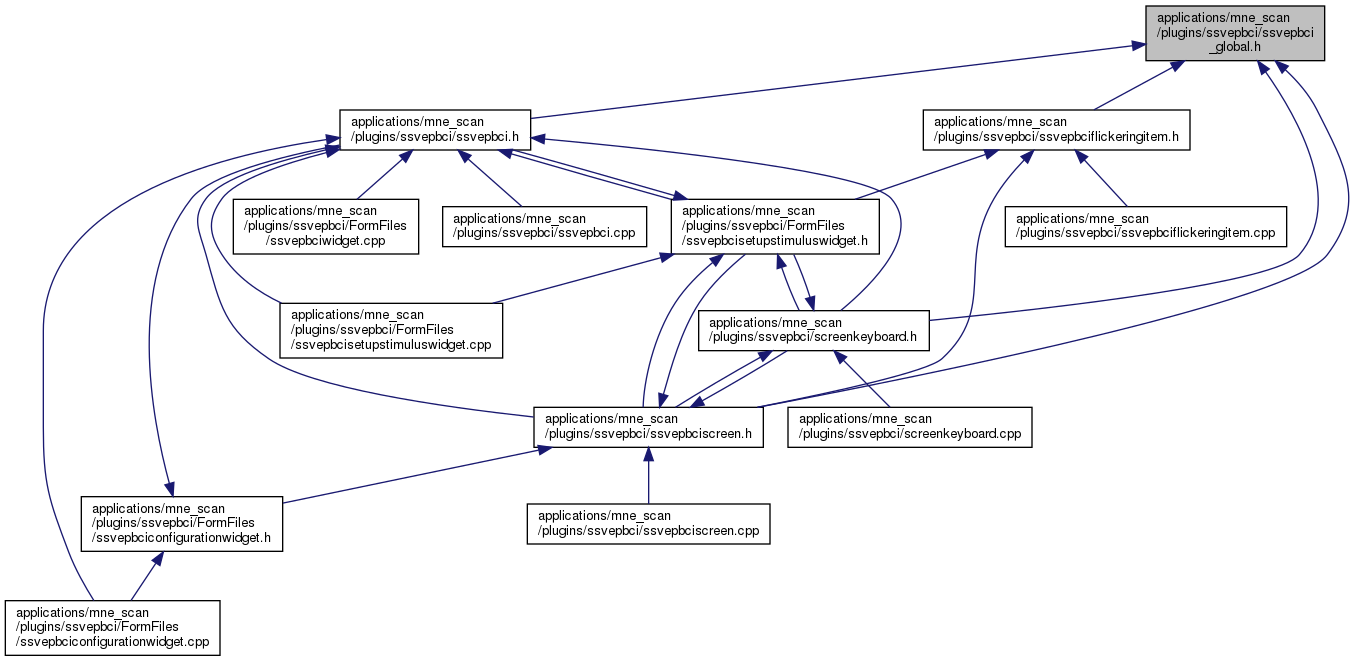 applications/mne_scan
/plugins/ssvepbci/ssvepbci
_global.h
applications/mne_scan
/plugins/ssvepbci/ssvepbci.h
applications/mne_scan
/plugins/ssvepbci/ssvepbciflickeringitem.h
applications/mne_scan
/plugins/ssvepbci/FormFiles
/ssvepbciwidget.cpp
applications/mne_scan
/plugins/ssvepbci/ssvepbci.cpp
applications/mne_scan
/plugins/ssvepbci/FormFiles
/ssvepbcisetupstimuluswidget.h
applications/mne_scan
/plugins/ssvepbci/ssvepbciflickeringitem.cpp
applications/mne_scan
/plugins/ssvepbci/FormFiles
/ssvepbcisetupstimuluswidget.cpp
applications/mne_scan
/plugins/ssvepbci/screenkeyboard.h
applications/mne_scan
/plugins/ssvepbci/ssvepbciscreen.h
applications/mne_scan
/plugins/ssvepbci/screenkeyboard.cpp
applications/mne_scan
/plugins/ssvepbci/FormFiles
/ssvepbciconfigurationwidget.h
applications/mne_scan
/plugins/ssvepbci/ssvepbciscreen.cpp
applications/mne_scan
/plugins/ssvepbci/FormFiles
/ssvepbciconfigurationwidget.cpp